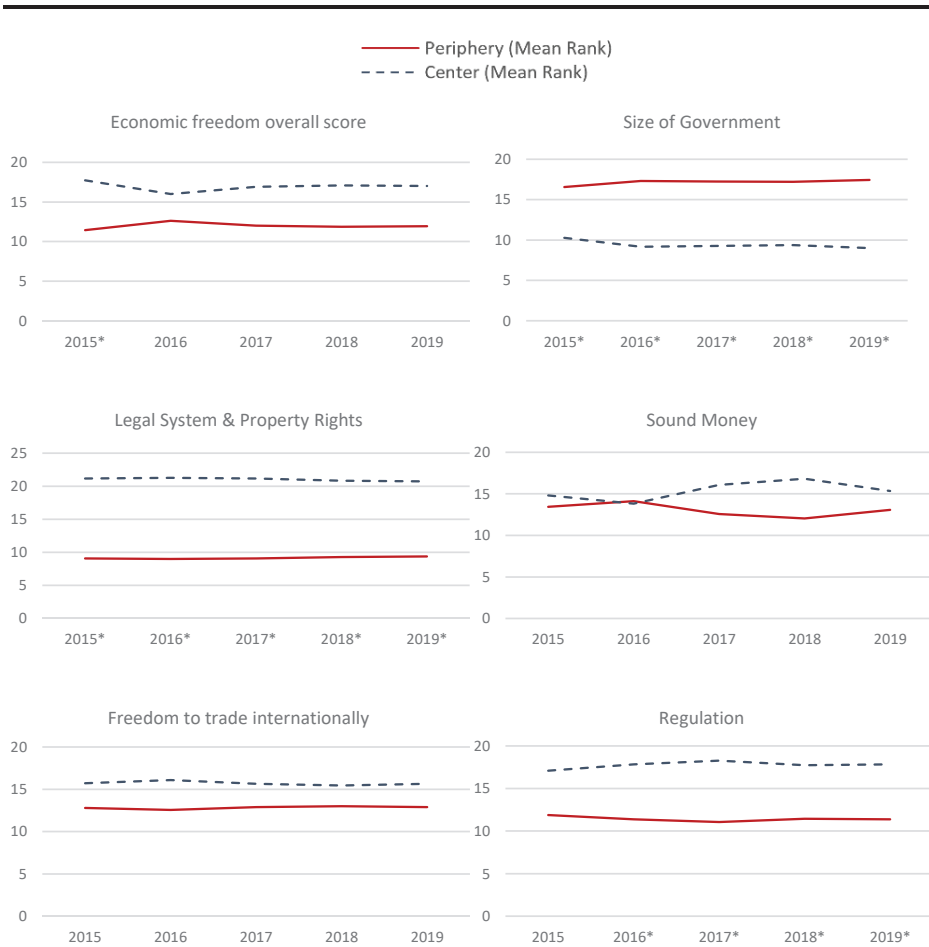 Periphery (Mean Rank)
Center (Mean Rank)
Economic freedom overall score
20
15
10
5
0
2015* 2016 2017 2018 2019
Size of Government
20
15
10
5
0
2015* 2016* 2017* 2018* 2019*
Legal System & Property Rights
25
20
15
10
5
0
2015* 2016* 2017* 2018* 2019*
Sound Money
20
15
10
5
0
2015 2016 2017 2018 2019
Freedom to trade internationally
20
15
10
5
0
2015 2016 2017 2018 2019
Regulation
20
15
10
5
0
2015 2016* 2017* 2018* 2019*